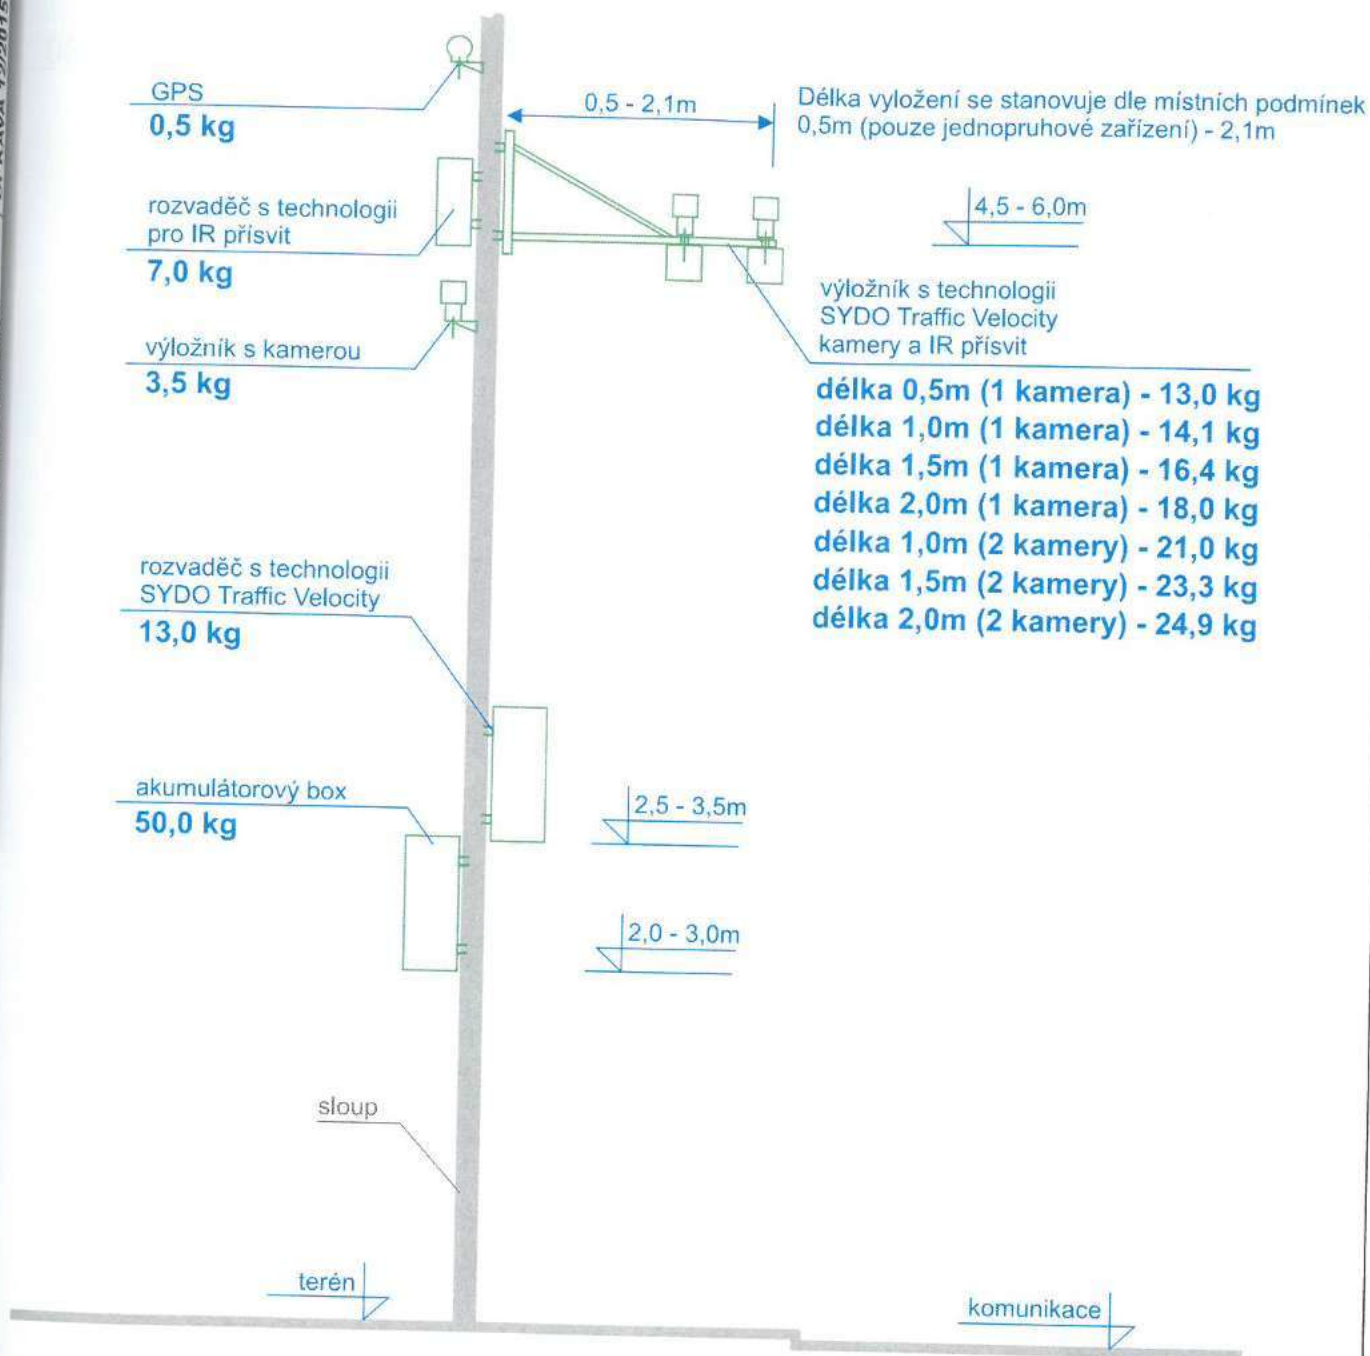 GPS
0,5 kg
0,5 - 2,1m
Délka vyložení se stanovuje dle místních podmínek
0,5m (pouze jednopruhové zařízení) - 2,1m
rozvaděč s technologii
pro IR přísvit
7,0 kg
4,5 - 6,0m
výložník s kamerou
3,5 kg
výložník s technologii
SYDO Traffic Velocity
kamery a IR přísvit
délka 0,5m (1 kamera) - 13,0 kg
délka 1,0m (1 kamera) - 14,1 kg
délka 1,5m (1 kamera) - 16,4 kg
délka 2,0m (1 kamera) - 18,0 kg
délka 1,0m (2 kamery) - 21,0 kg
délka 1,5m (2 kamery) - 23,3 kg
délka 2,0m (2 kamery) - 24,9 kg
rozvaděč s technologii
SYDO Traffic Velocity
13,0 kg
akumulátorový box
50,0 kg
2,5 - 3,5m
2,0 - 3,0m
sloup
terén
komunikace